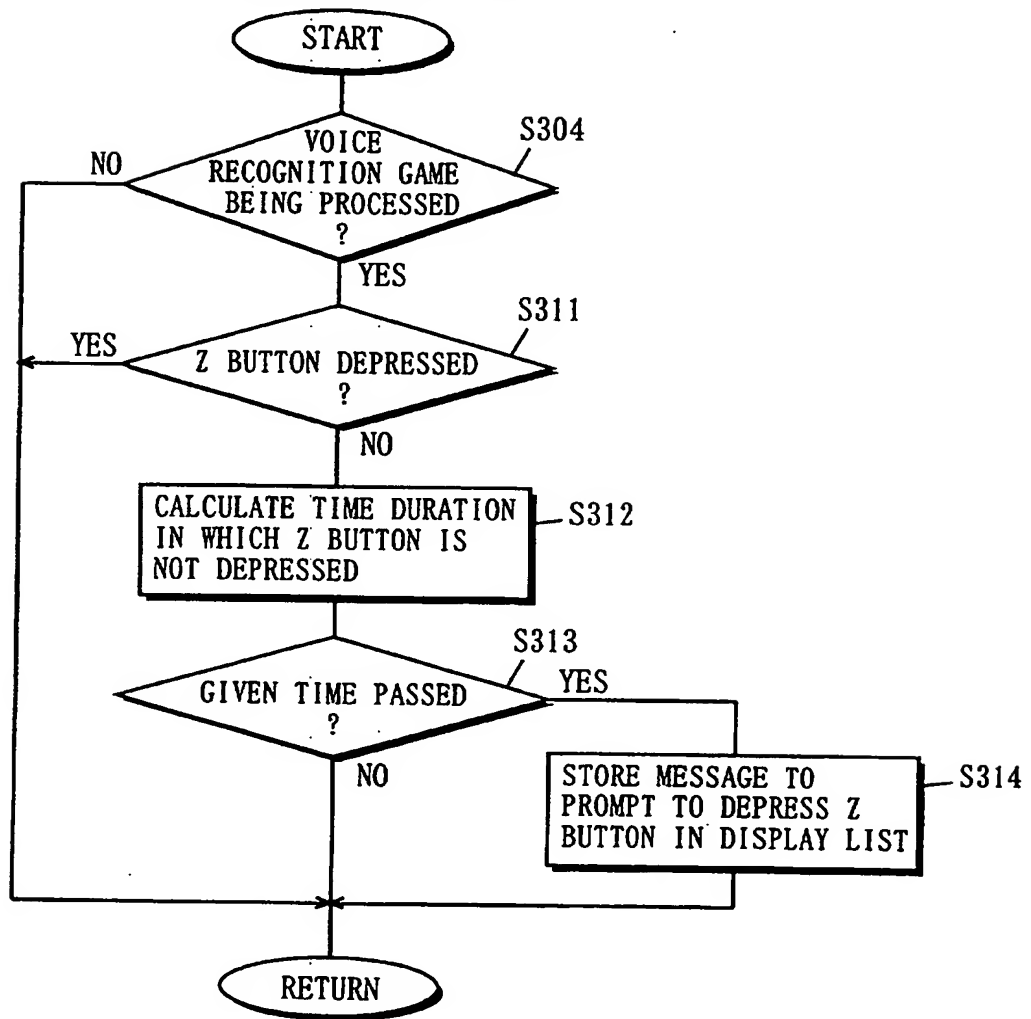 START
S304
VOICE
RECOGNITION GAME
BEING PROCESSED
?
NO
YES
S311
YES
Z BUTTON DEPRESSED
?
NO
CALCULATE TIME DURATION
IN WHICH Z BUTTON IS
NOT DEPRESSED
S312
S313
GIVEN TIME PASSED
?
YES
NO
STORE MESSAGE TO
PROMPT TO DEPRESS Z
BUTTON IN DISPLAY LIST
S314
RETURN